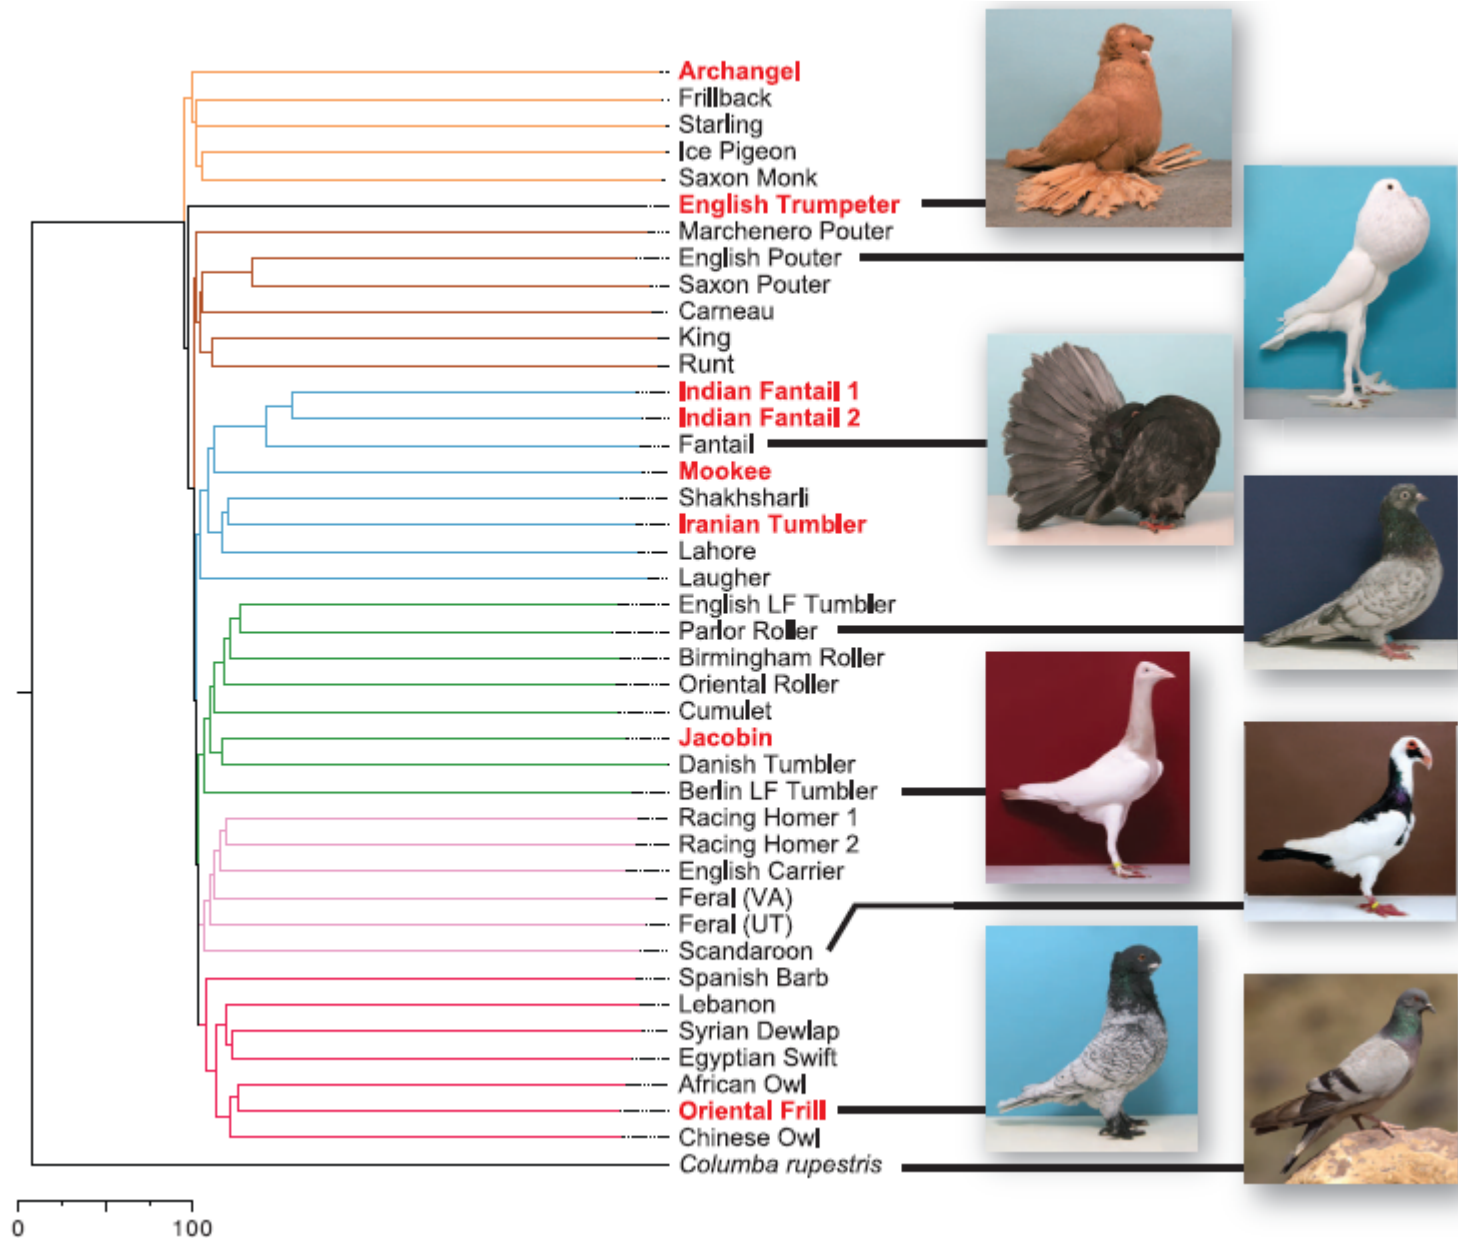 Archangel
Frillback
Starling
Ice Pigeon
Saxon Monk
English Trumpeter
Marchenero Pouter
English Pouter
Saxon Pouter
Carneau
King
Runt
Indian Fantail 1
Indian Fantail 2
Fantail
Mookee
Shakhsharli
Iranian Tumbler
Lahore
Laugher
English LF Tumbler
Parlor Roller
Birmingham Roller
Oriental Roller
Cumulet
Jacobin
Danish Tumbler
Berlin LF Tumbler
Racing Homer 1
Racing Homer 2
English Carrier
Feral (VA)
Feral (UT)
Scandaroon
Spanish Barb
Lebanon
Syrian Dewlap
Egyptian Swift
African Owl
Oriental Frill
Chinese Owl
Columba rupestris
0 100